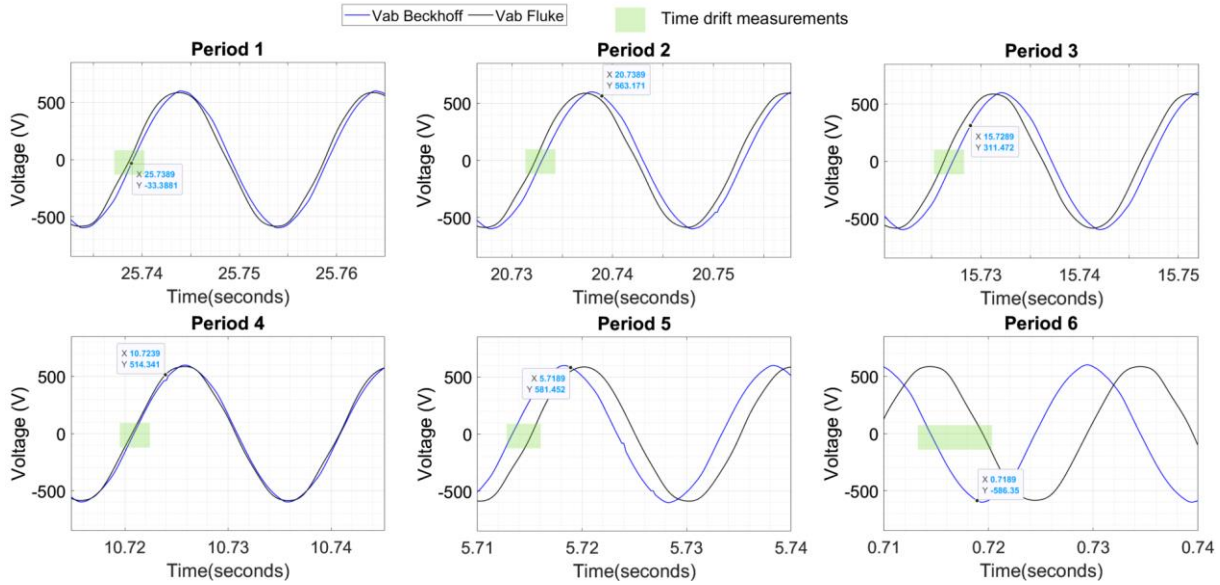 Vab Beckhoff Vab Fluke Time drift measurements
Period 1
Voltage (V)
500
0
-500
X 25.7389
Y -33.3881
25.74 25.75 25.76
Time(seconds)
Period 2
Voltage (V)
500
0
-500
X 20.7389
Y 563.171
20.73 20.74 20.75
Time(seconds)
Period 3
Voltage (V)
500
0
-500
X 15.7289
Y 311.472
15.73 15.74 15.75
Time(seconds)
Period 4
Voltage (V)
500
0
-500
X 10.7239
Y 514.341
10.72 10.73 10.74
Time(seconds)
Period 5
Voltage (V)
500
0
-500
X 5.7189
Y 581.452
5.71 5.72 5.73 5.74
Time(seconds)
Period 6
Voltage (V)
500
0
-500
X 0.7189
Y -586.35
0.71 0.72 0.73 0.74
Time(seconds)